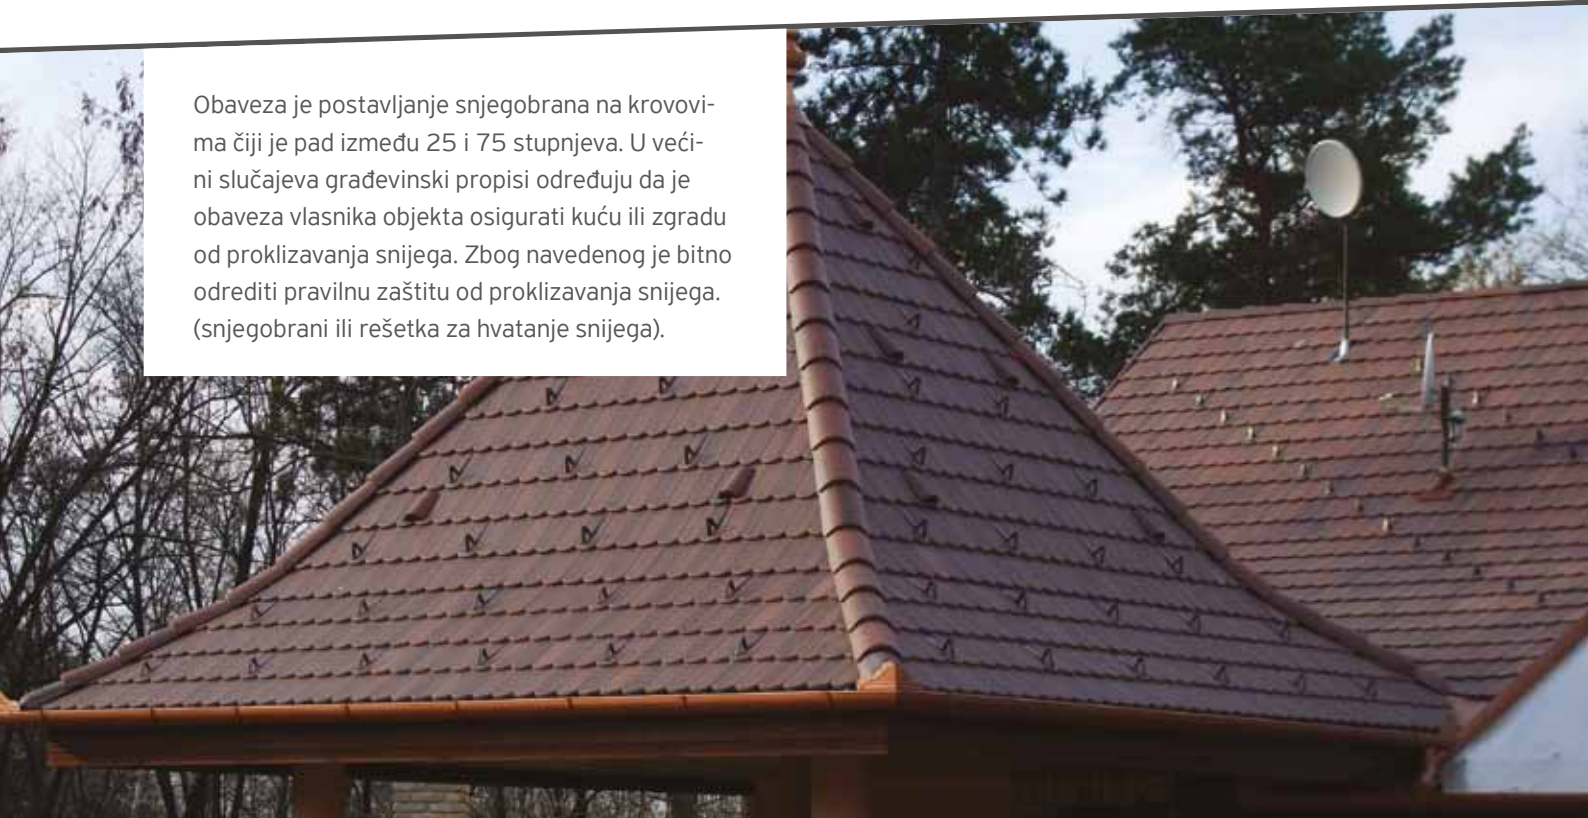 Obaveza je postavljanje snjegobrana na krovovi-
ma čiji je pad između 25 i 75 stupnjeva. U veći-
ni slučajeva građevinski propisi određuju da je
obaveza vlasnika objekta osigurati kuću ili zgradu
od proklizavanja snijega. Zbog navedenog je bitno
odrediti pravilnu zaštitu od proklizavanja snijega.
(snjegobrani ili rešetka za hvatanje snijega).